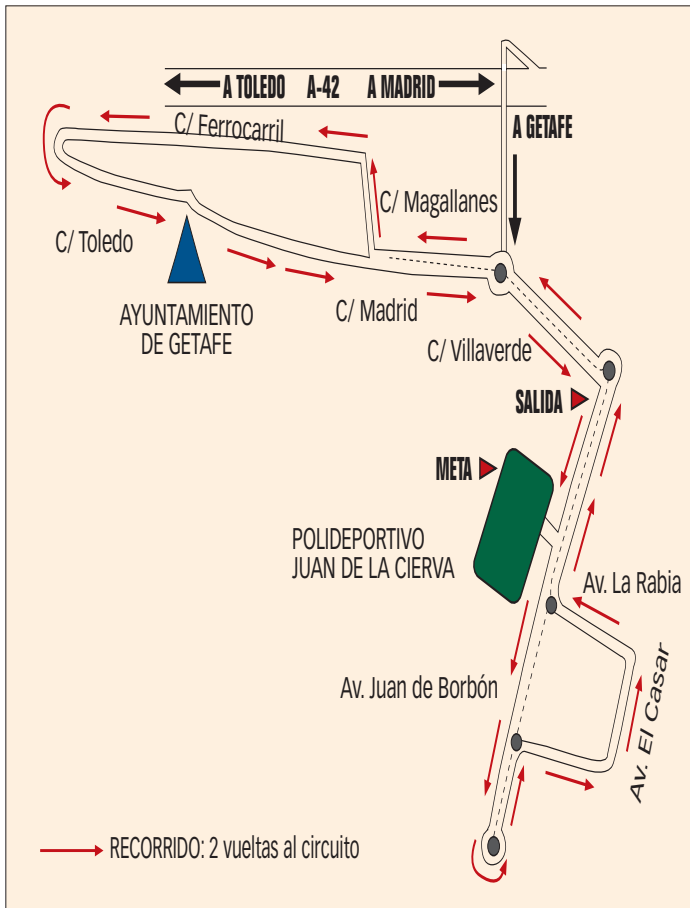 A TOLEDO A-42 A MADRID
C/ Ferrocarril
A GETAFE
C/ Magallanes
C/ Toledo
AYUNTAMIENTO
DE GETAFE
C/ Madrid
C/ Villaverde
SALIDA
META
POLIDEPORTIVO
JUAN DE LA CIERVA
Av. La Rabia
Av. Juan de Borbón
Av. El Casar
RECORRIDO: 2 vueltas al circuito